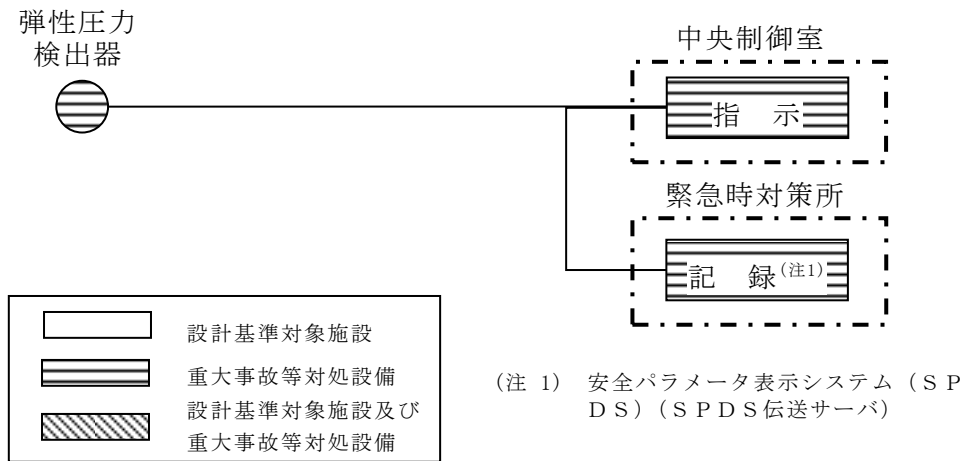 弾性圧力
検出器
中央制御室
指　示
緊急時対策所
記　録(注1)
設計基準対象施設
重大事故等対処設備
設計基準対象施設及び
重大事故等対処設備
(注 1)　安全パラメータ表示システム（ＳＰ
ＤＳ）（ＳＰＤＳ伝送サーバ）